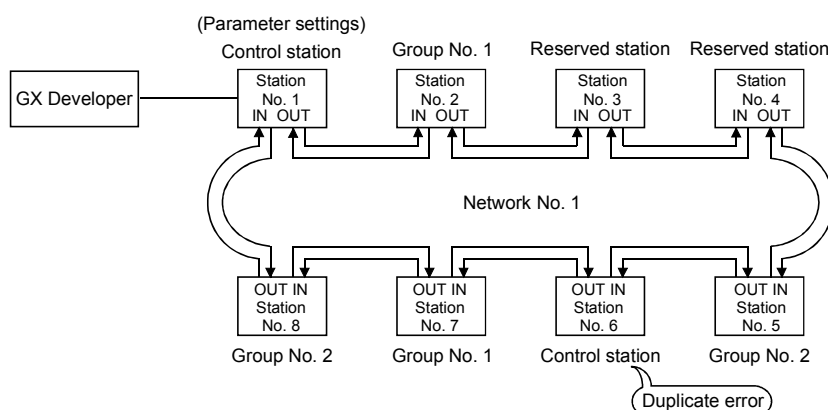 (Parameter settings)
Control station
Group No. 1
Reserved station
Reserved station
GX Developer
Station
No. 1
IN OUT
Station
No. 2
IN OUT
Station
No. 3
IN OUT
Station
No. 4
IN OUT
Network No. 1
OUT IN
Station
No. 8
OUT IN
Station
No. 7
OUT IN
Station
No. 6
OUT IN
Station
No. 5
Group No. 2
Group No. 1
Control station
Group No. 2
Duplicate error